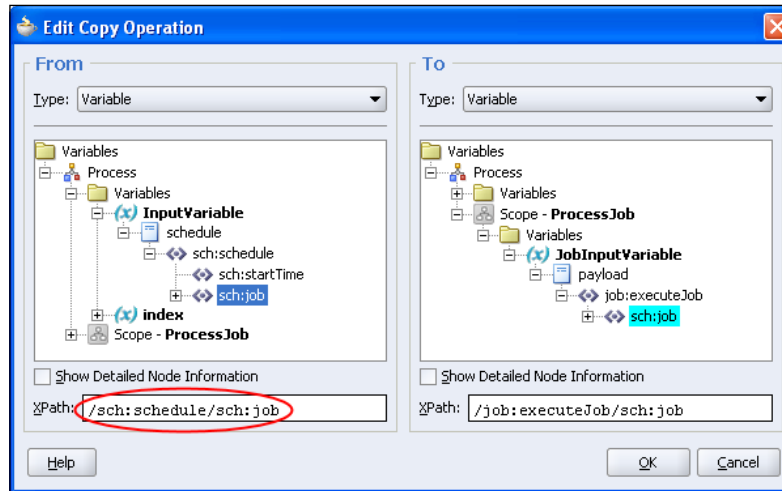 Edit Copy Operation
From
Type: Variable
Variables
Process
Variables
InputVariable
schedule
sch:schedule
sch:startTime
sch:job
index
Scope - ProcessJob
Show Detailed Node Information
XPath: /sch:schedule/sch:job
To
Type: Variable
Variables
Process
Variables
Scope - ProcessJob
Variables
JobInputVariable
payload
job:executeJob
sch:job
Show Detailed Node Information
XPath: /job:executeJob/sch:job
Help
OK
Cancel